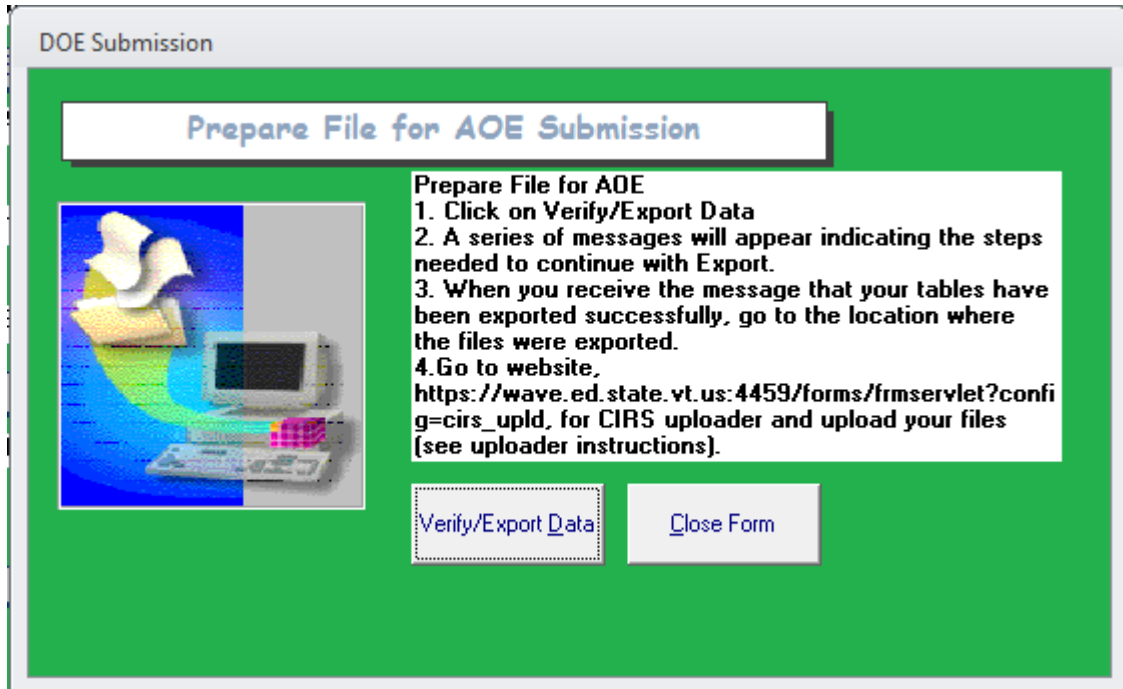 DOE Submission
Prepare File for AOE Submission
Prepare File for AOE
1. Click on Verify/Export Data
2. A series of messages will appear indicating the steps
needed to continue with Export.
3. When you receive the message that your tables have
been exported successfully, go to the location where
the files were exported.
4.Go to website,
https://wave.ed.state.vt.us:4459/forms/frmservlet?confi
g=cirs_upld, for CIRS uploader and upload your files
(see uploader instructions).
Verify/Export Data
Close Form